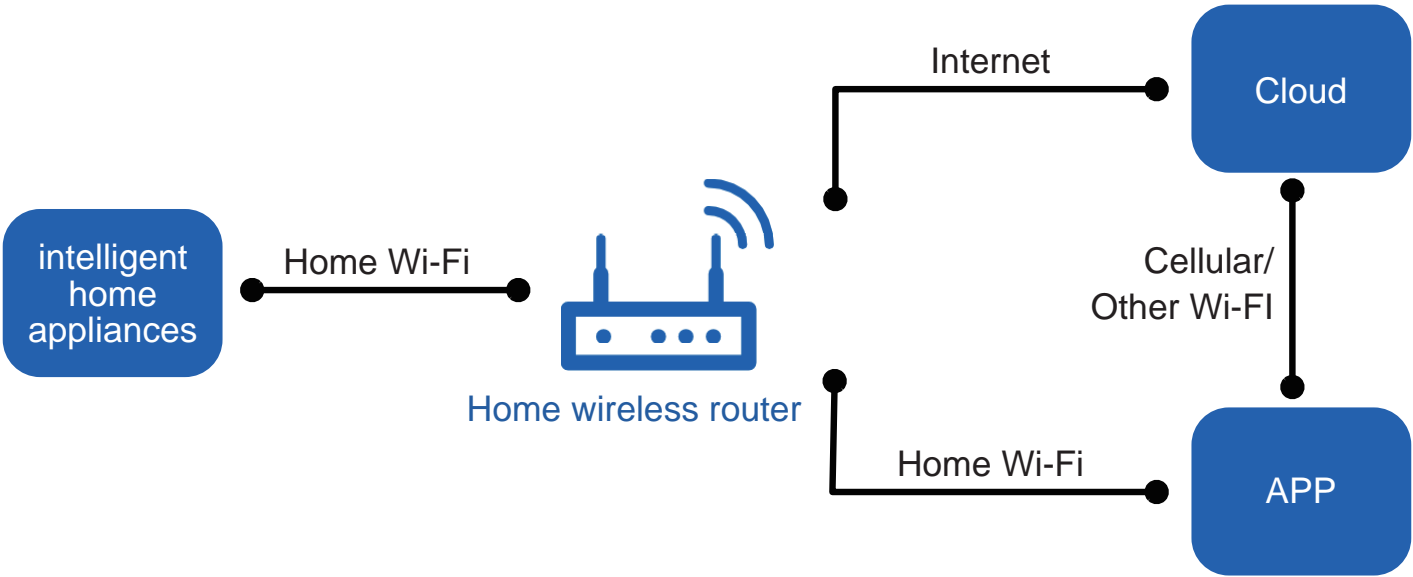 Internet
Cloud
intelligent
home
appliances
Home Wi-Fi
Cellular/
Other Wi-FI
Home wireless router
Home Wi-Fi
APP